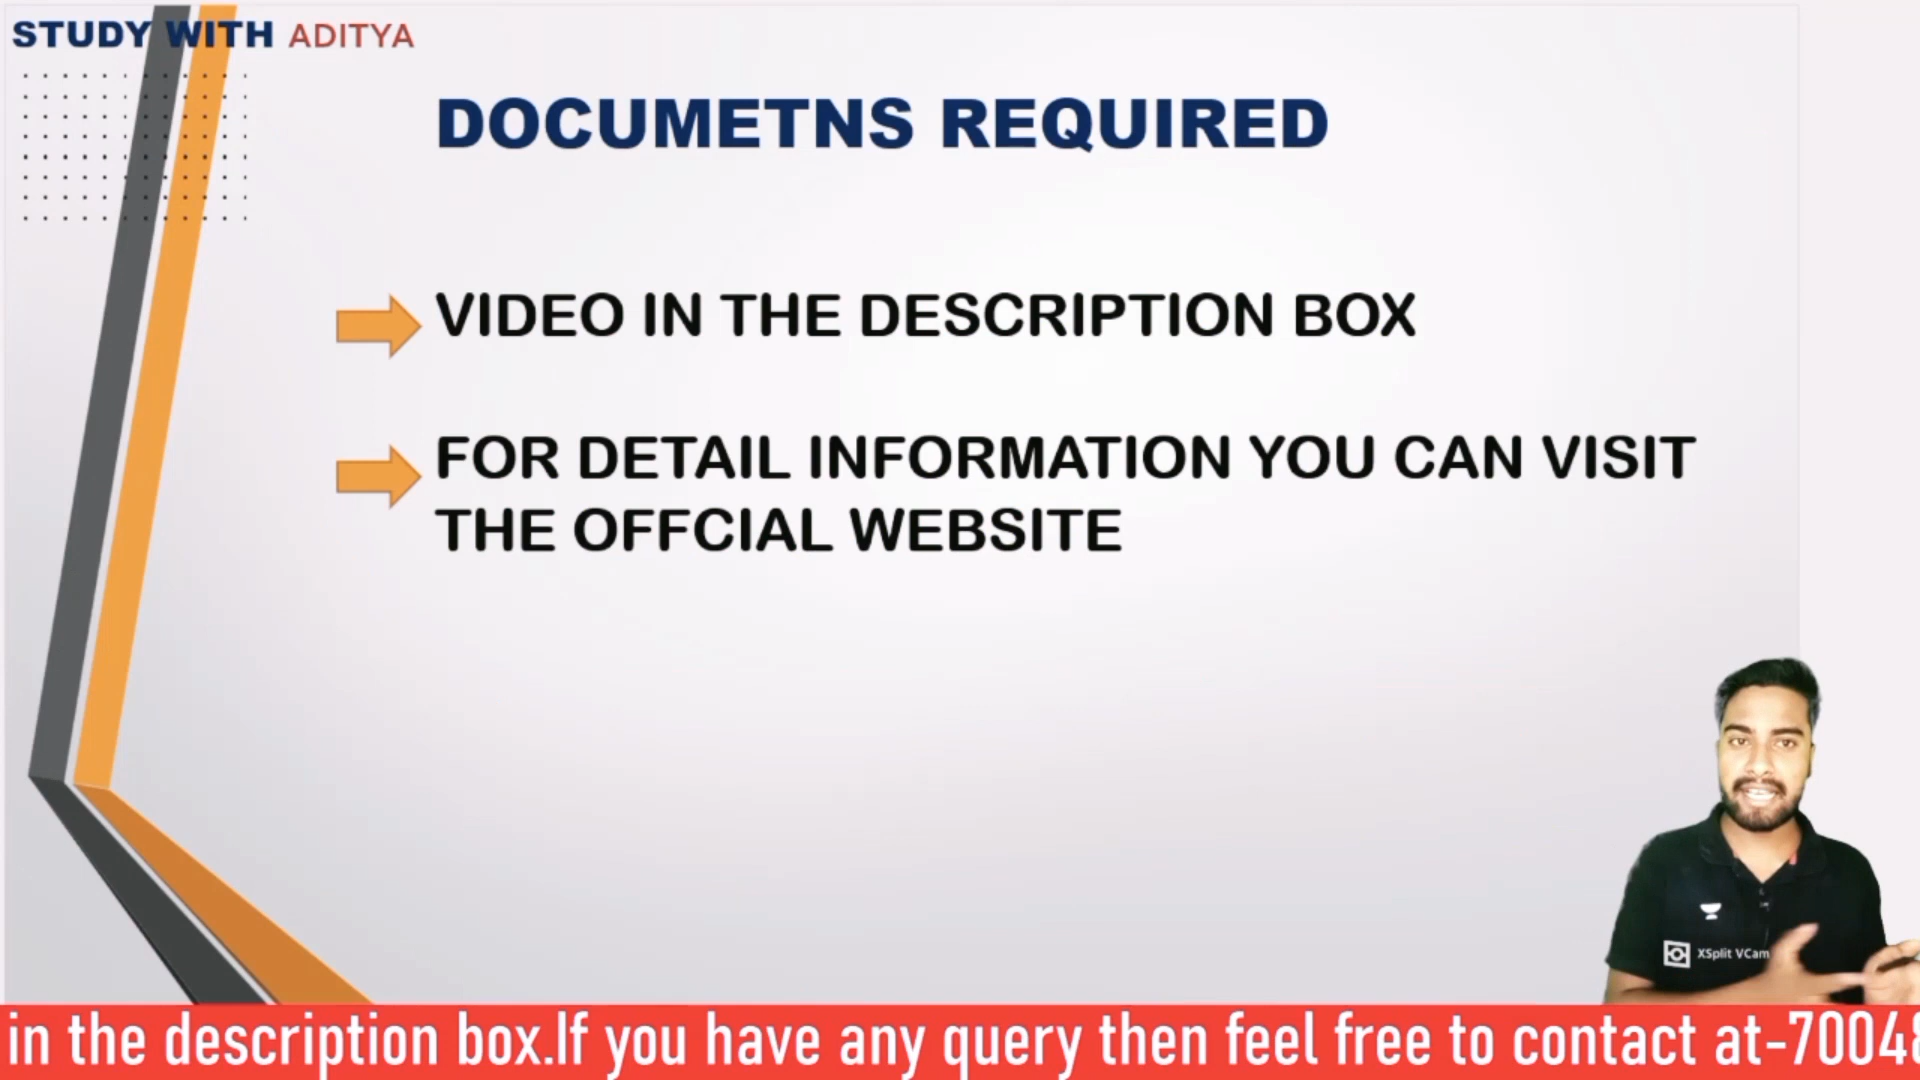 STUDY WITH ADITYA
DOCUMETNS REQUIRED
VIDEO IN THE DESCRIPTION BOX
FOR DETAIL INFORMATION YOU CAN VISIT
THE OFFCIAL WEBSITE
XSplit VCam
in the description box.If you have any query then feel free to contact at-70048